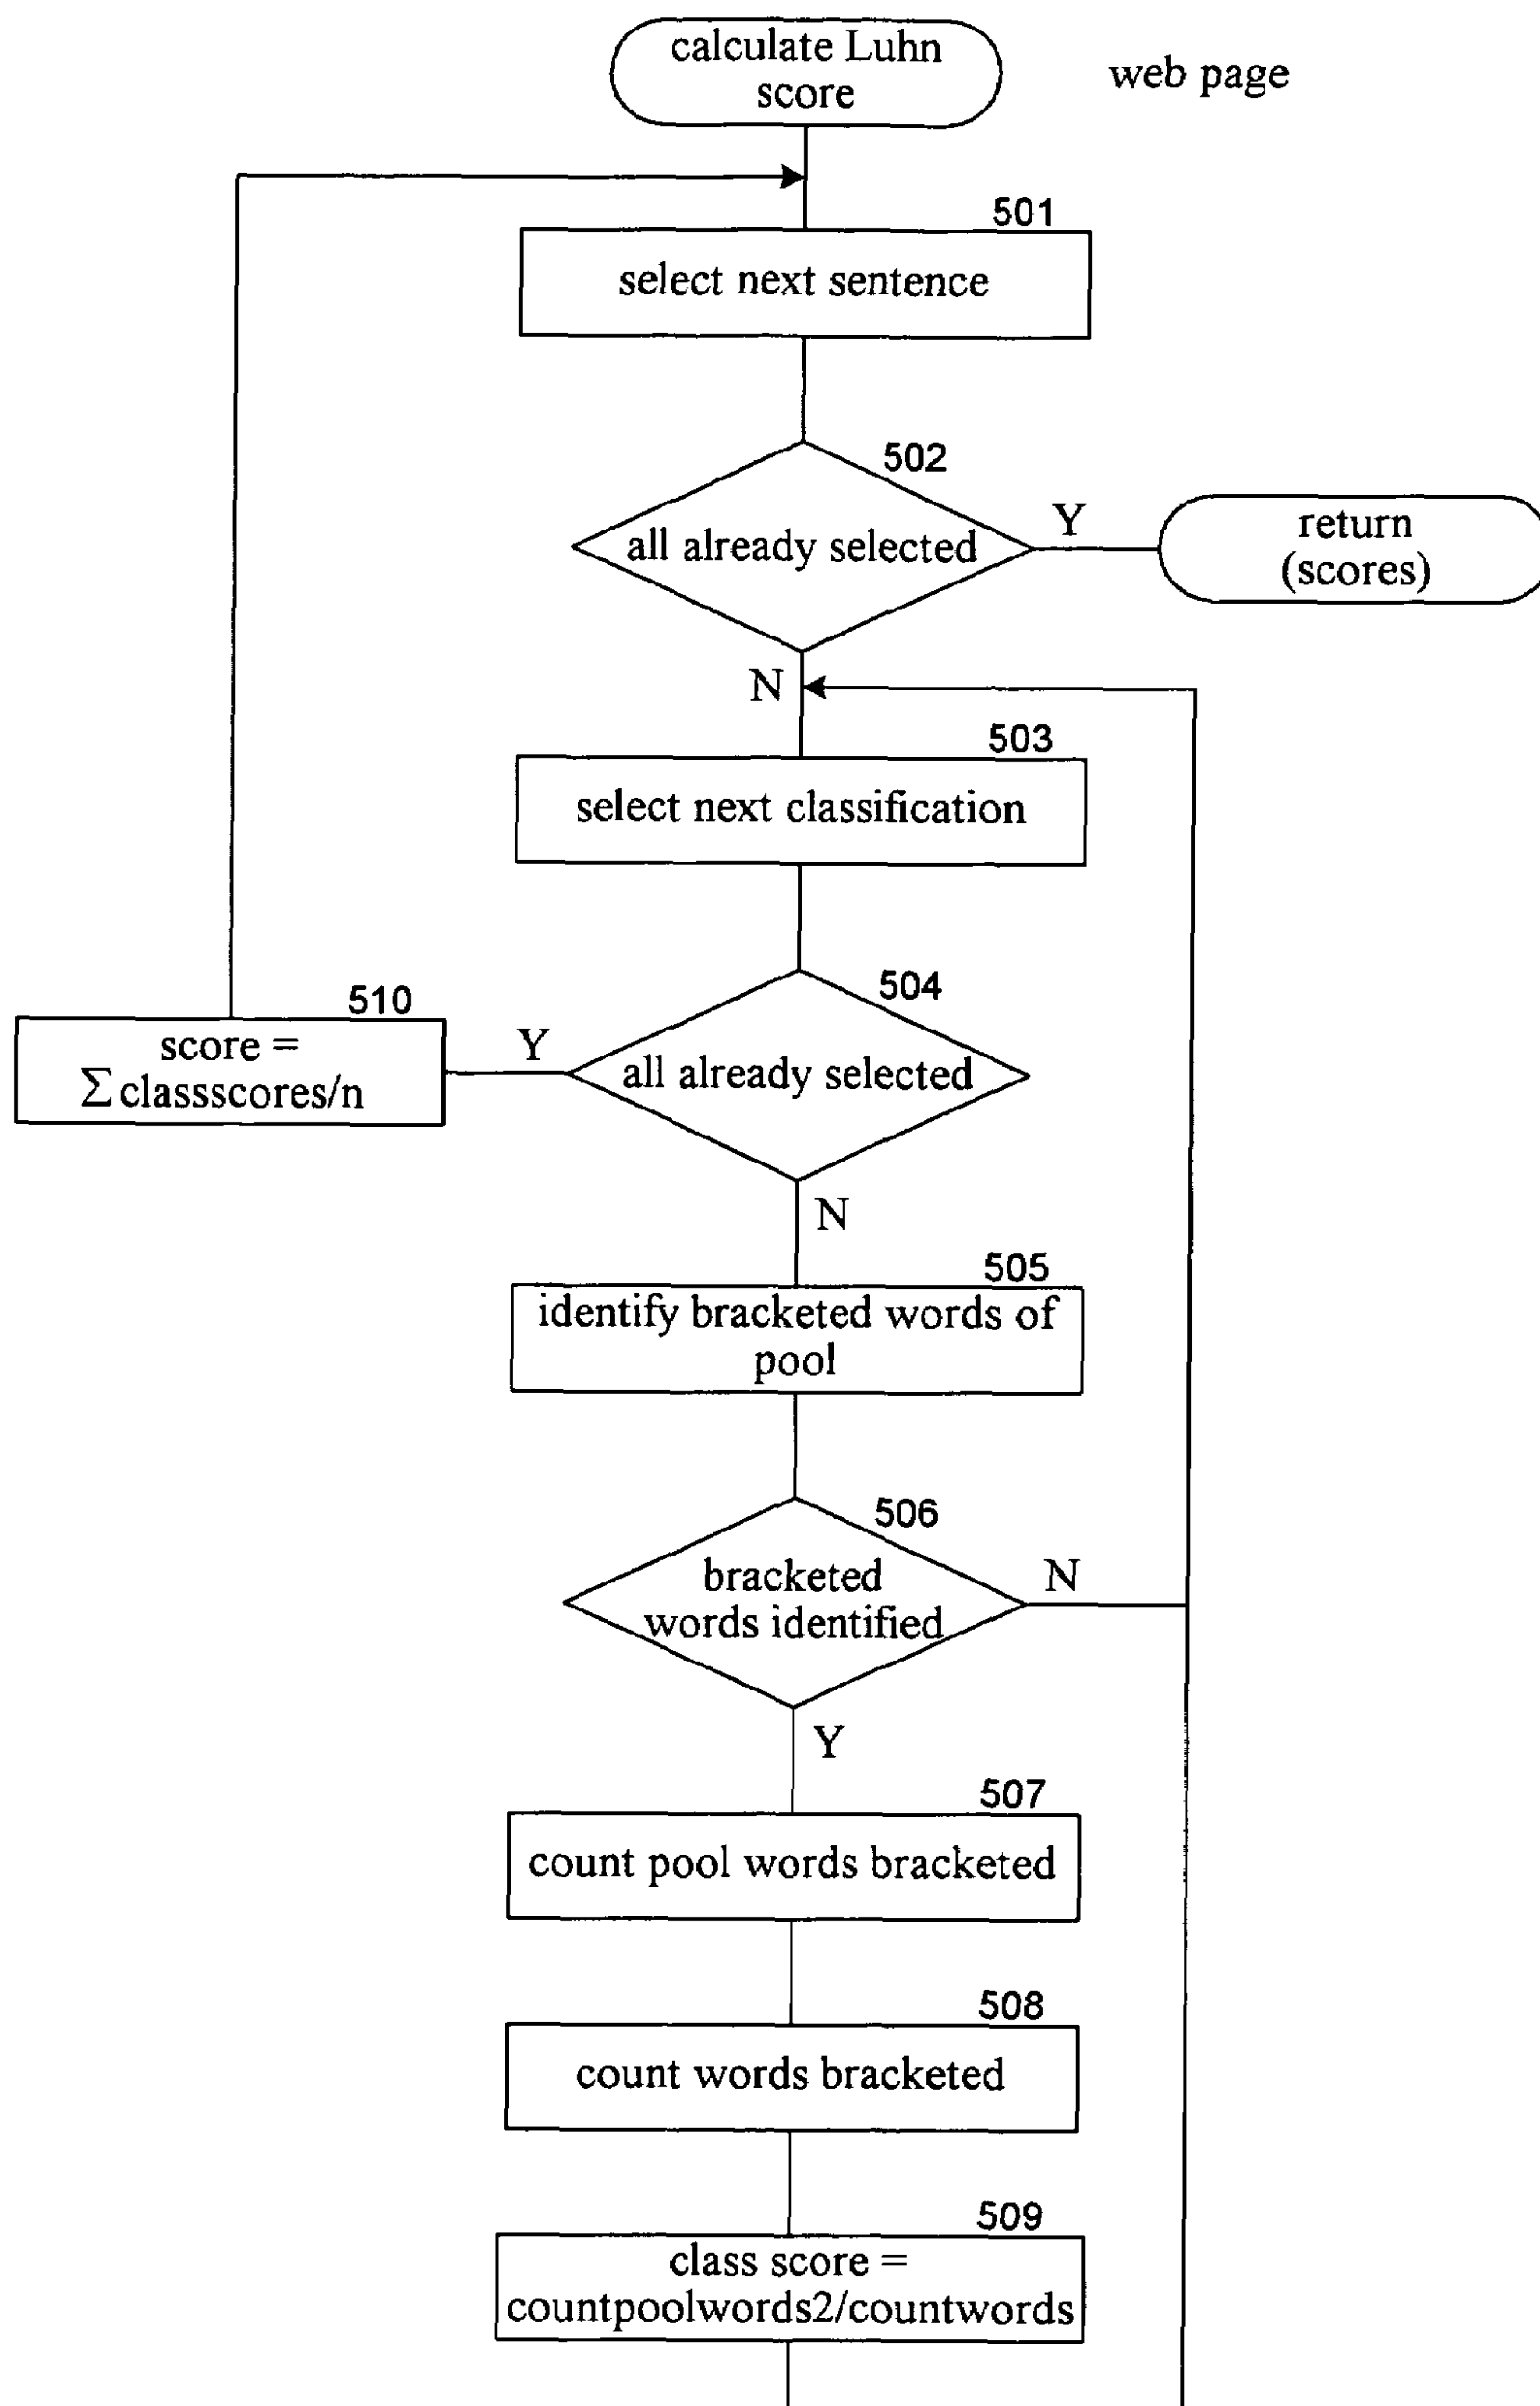 calculate Luhn
score
web page
501
select next sentence
502
all already selected
Y
return
(scores)
N
503
select next classification
504
all already selected
Y
510
score =
∑classscores/n
N
505
identify bracketed words of
pool
506
bracketed
words identified
N
Y
507
count pool words bracketed
508
count words bracketed
509
class score =
countpoolwords2/countwords